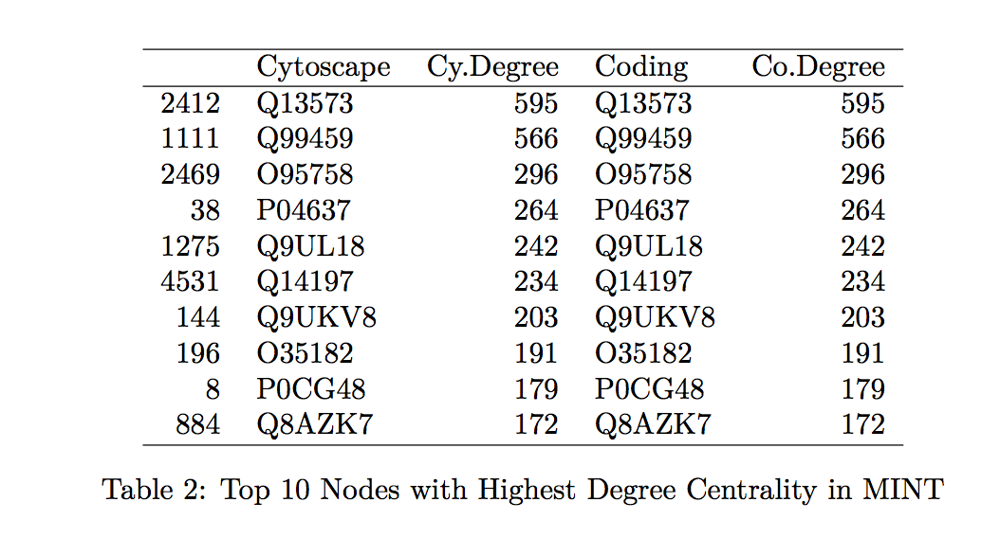 Cytoscape Cy.Degree Coding Co.Degree
2412 Q13573 595 Q13573 595
1111 Q99459 566 Q99459 566
2469 O95758 296 O95758 296
38 P04637 264 P04637 264
1275 Q9UL18 242 Q9UL18 242
4531 Q14197 234 Q14197 234
144 Q9UKV8 203 Q9UKV8 203
196 O35182 191 O35182 191
8 P0CG48 179 P0CG48 179
884 Q8AZK7 172 Q8AZK7 172
Table 2: Top 10 Nodes with Highest Degree Centrality in MINT